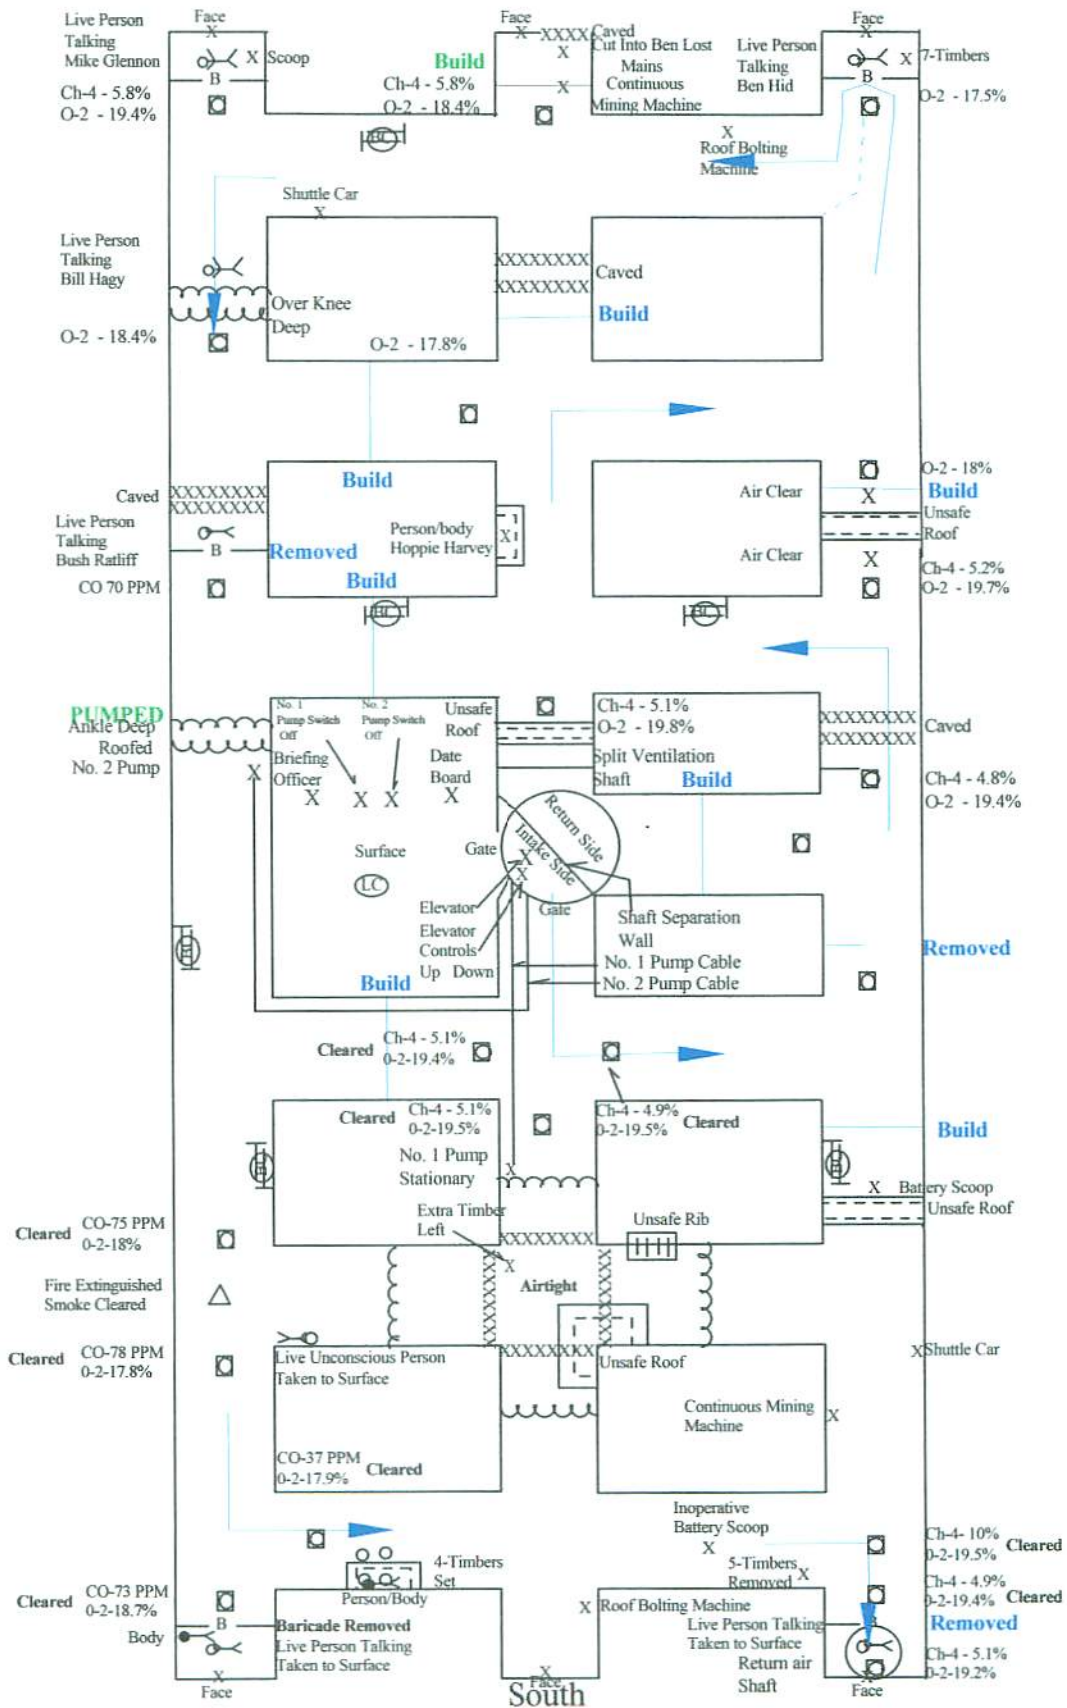 Live Person
Talking
Mike Glennon
Face
X
X Scoop
B
Ch-4 - 5.8%
O-2 - 19.4%
Build
Face
X XXXXX
Caved
X
Cut Into Ben Lost
Mains
Continuous
Mining Machine
X
Ch-4 - 5.8%
O-2 - 18.4%
BC
Live Person
Talking
Ben Hid
Face
X
X 7-Timbers
B
O-2 - 17.5%
X
Roof Bolting
Machine
Shuttle Car
X
Live Person
Talking
Bill Hagy
Over Knee
Deep
O-2 - 18.4%
O-2 - 17.8%
XXXXXXXX
XXXXXXXX
Caved
Build
Caved
XXXXXXXX
XXXXXXXX
Live Person
Talking
Bush Ratliff
B
CO 70 PPM
Build
Removed
Build
Person/body
Hoppie Harvey
X
BC
Air Clear
Air Clear
BC
O-2 - 18%
X
Build
Unsafe
Roof
X
Ch-4 - 5.2%
O-2 - 19.7%
PUMPED
Ankle Deep
Roofed
No. 2 Pump
X
No. 1
Pump Switch
Off
No. 2
Pump Switch
Off
Unsafe
Roof
Briefing
Officer
Date
Board
X X X X
Surface
LC
Ch-4 - 5.1%
O-2 - 19.8%
Split Ventilation
Shaft
Build
XXXXXXXX
XXXXXXXX
Caved
Ch-4 - 4.8%
O-2 - 19.4%
Gate
Return Side
Intake Side
X
X
Gate
Elevator
Elevator
Controls
Up Down
Shaft Separation
Wall
No. 1 Pump Cable
No. 2 Pump Cable
Removed
Build
Cleared
Ch-4 - 5.1%
0-2-19.4%
Cleared
Ch-4 - 5.1%
0-2-19.5%
No. 1 Pump
Stationary
X
Ch-4 - 4.9%
0-2-19.5%
Cleared
Build
X Battery Scoop
Unsafe Roof
Cleared
CO-75 PPM
0-2-18%
Extra Timber
Left
XXXXXXXX
X
Airtight
Unsafe Rib
Fire Extinguished
Smoke Cleared
Cleared
CO-78 PPM
0-2-17.8%
Live Unconscious Person
Taken to Surface
XXXXXXXX
Unsafe Roof
X Shuttle Car
Continuous Mining
Machine
X
CO-37 PPM
0-2-17.9%
Cleared
Inoperative
Battery Scoop
X
Ch-4- 10%
0-2-19.5%
Cleared
4-Timbers
Set
Person/Body
5-Timbers
Removed
X
Ch-4 - 4.9%
0-2-19.4%
Cleared
Cleared
CO-73 PPM
0-2-18.7%
Body
B
Baricade Removed
Live Person Talking
Taken to Surface
X
Face
X Roof Bolting Machine
Live Person Talking
Taken to Surface
Return air
Shaft
B
Removed
Ch-4 - 5.1%
0-2-19.2%
X
Face
X
Face
South